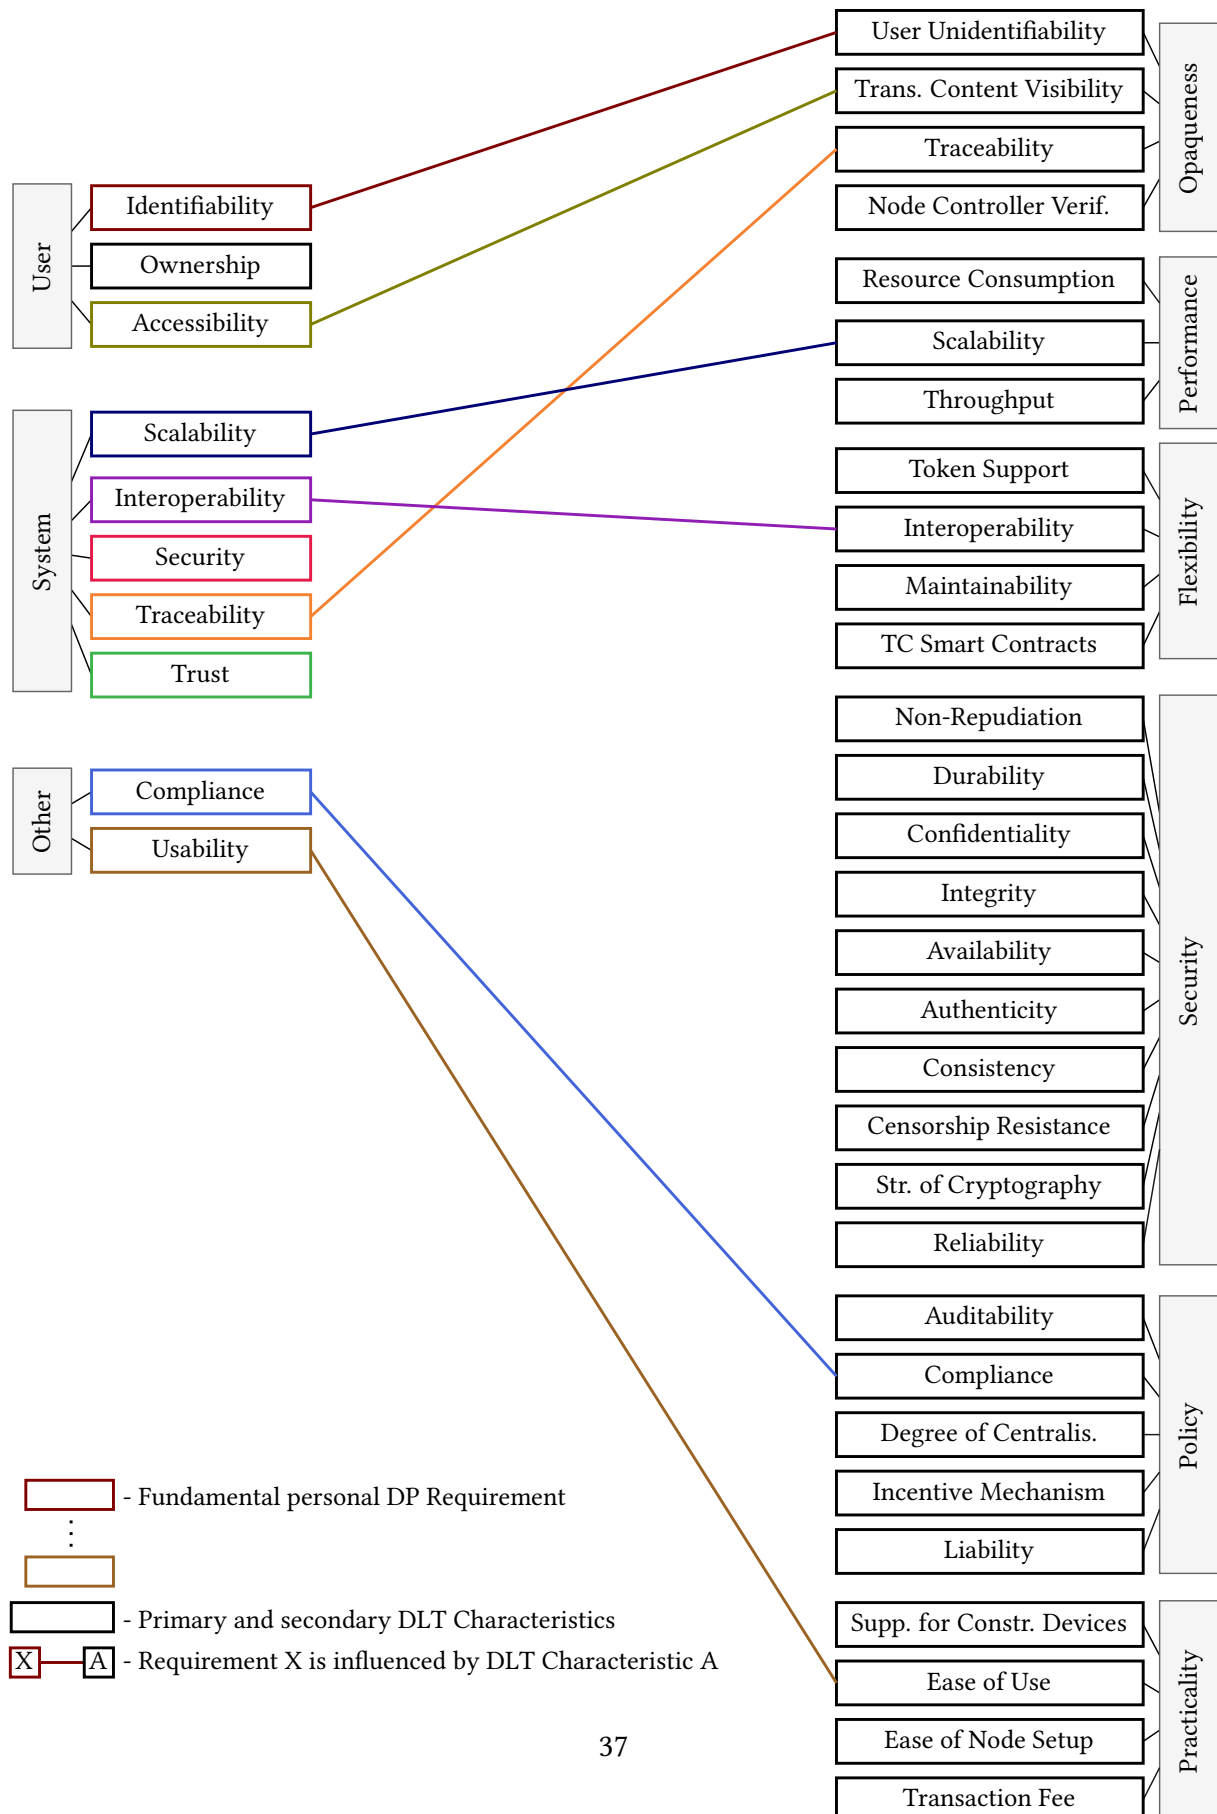 User
Identifiability
Ownership
Accessibility
System
Scalability
Interoperability
Security
Traceability
Trust
Other
Compliance
Usability
User Unidentifiability
Trans. Content Visibility
Traceability
Node Controller Verif.
Opaqueness
Resource Consumption
Scalability
Throughput
Performance
Token Support
Interoperability
Maintainability
TC Smart Contracts
Flexibility
Non-Repudiation
Durability
Confidentiality
Integrity
Availability
Authenticity
Consistency
Censorship Resistance
Str. of Cryptography
Reliability
Security
Auditability
Compliance
Degree of Centralis.
Incentive Mechanism
Liability
Policy
Supp. for Constr. Devices
Ease of Use
Ease of Node Setup
Transaction Fee
Practicality
- Fundamental personal DP Requirement
⋮
- Primary and secondary DLT Characteristics
X A - Requirement X is influenced by DLT Characteristic A
37